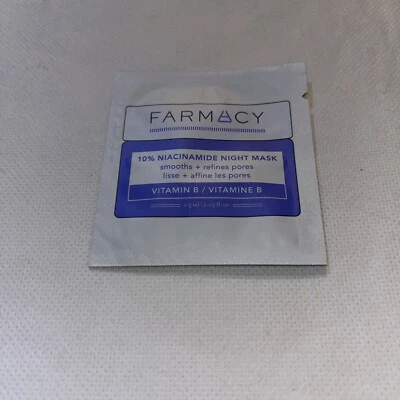 FARMACY
10% NIACINAMIDE NIGHT MASK
smooths + refines pores
lisse + affine les pores
VITAMIN B / VITAMINE B